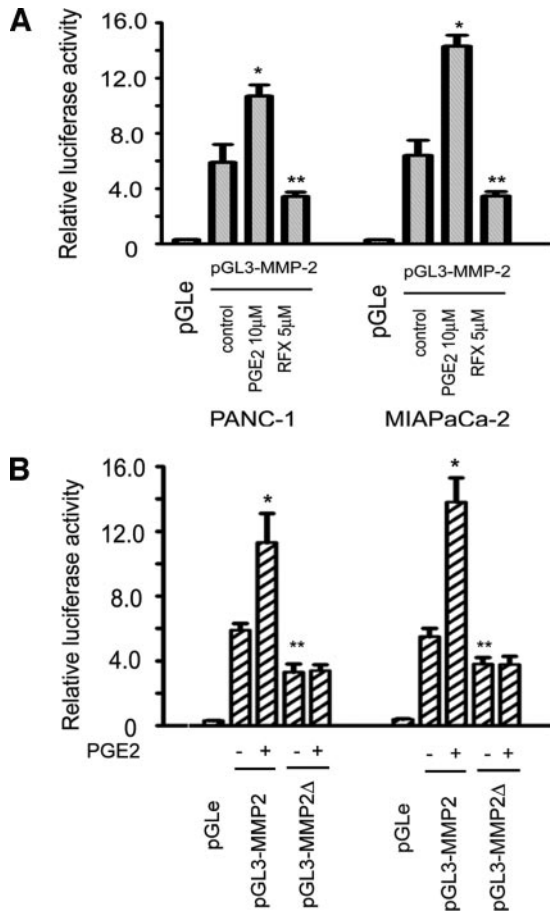 A
Relative luciferase activity
16.0
12.0
8.0
4.0
0
*
**
*
**
pGLe
pGL3-MMP-2
control
PGE2 10μM
RFX 5μM
PANC-1
pGLe
pGL3-MMP-2
control
PGE2 10μM
RFX 5μM
MIAPaCa-2
B
Relative luciferase activity
16.0
12.0
8.0
4.0
0
*
**
*
**
PGE2 - + - + - + - +
pGLe
pGL3-MMP2
pGL3-MMP2Δ
pGLe
pGL3-MMP2
pGL3-MMP2Δ